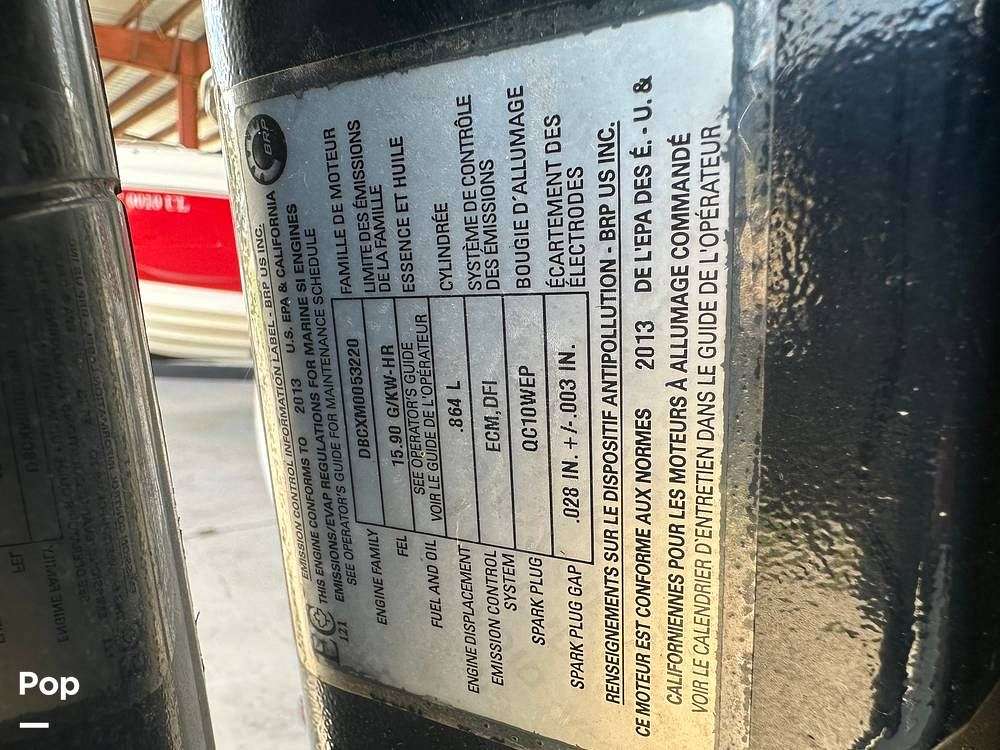 BRP
EMISSION CONTROL INFORMATION LABEL - BRP US INC.
THIS ENGINE CONFORMS TO 2013 U.S. EPA & CALIFORNIA
EMISSIONS/EVAP REGULATIONS FOR MARINE SI ENGINES
SEE OPERATOR'S GUIDE FOR MAINTENANCE SCHEDULE
121
ENGINE FAMILY DBCXM0053220 FAMILLE DE MOTEUR
FEL 15.90 G/KW-HR LIMITE DES ÉMISSIONS
DE LA FAMILLE
FUEL AND OIL SEE OPERATOR'S GUIDE ESSENCE ET HUILE
VOIR LE GUIDE DE L'OPÉRATEUR
ENGINE DISPLACEMENT .864 L CYLINDRÉE
EMISSION CONTROL ECM, DFI SYSTÈME DE CONTRÔLE
SYSTEM DES ÉMISSIONS
SPARK PLUG QC10WEP BOUGIE D'ALLUMAGE
SPARK PLUG GAP .028 IN. +/- .003 IN. ÉCARTEMENT DES
ÉLECTRODES
RENSEIGNEMENTS SUR LE DISPOSITIF ANTIPOLLUTION - BRP US INC.
CE MOTEUR EST CONFORME AUX NORMES 2013 DE L'EPA DES É. - U. &
CALIFORNIENNES POUR LES MOTEURS À ALLUMAGE COMMANDÉ
VOIR LE CALENDRIER D'ENTRETIEN DANS LE GUIDE DE L'OPÉRATEUR
Pop